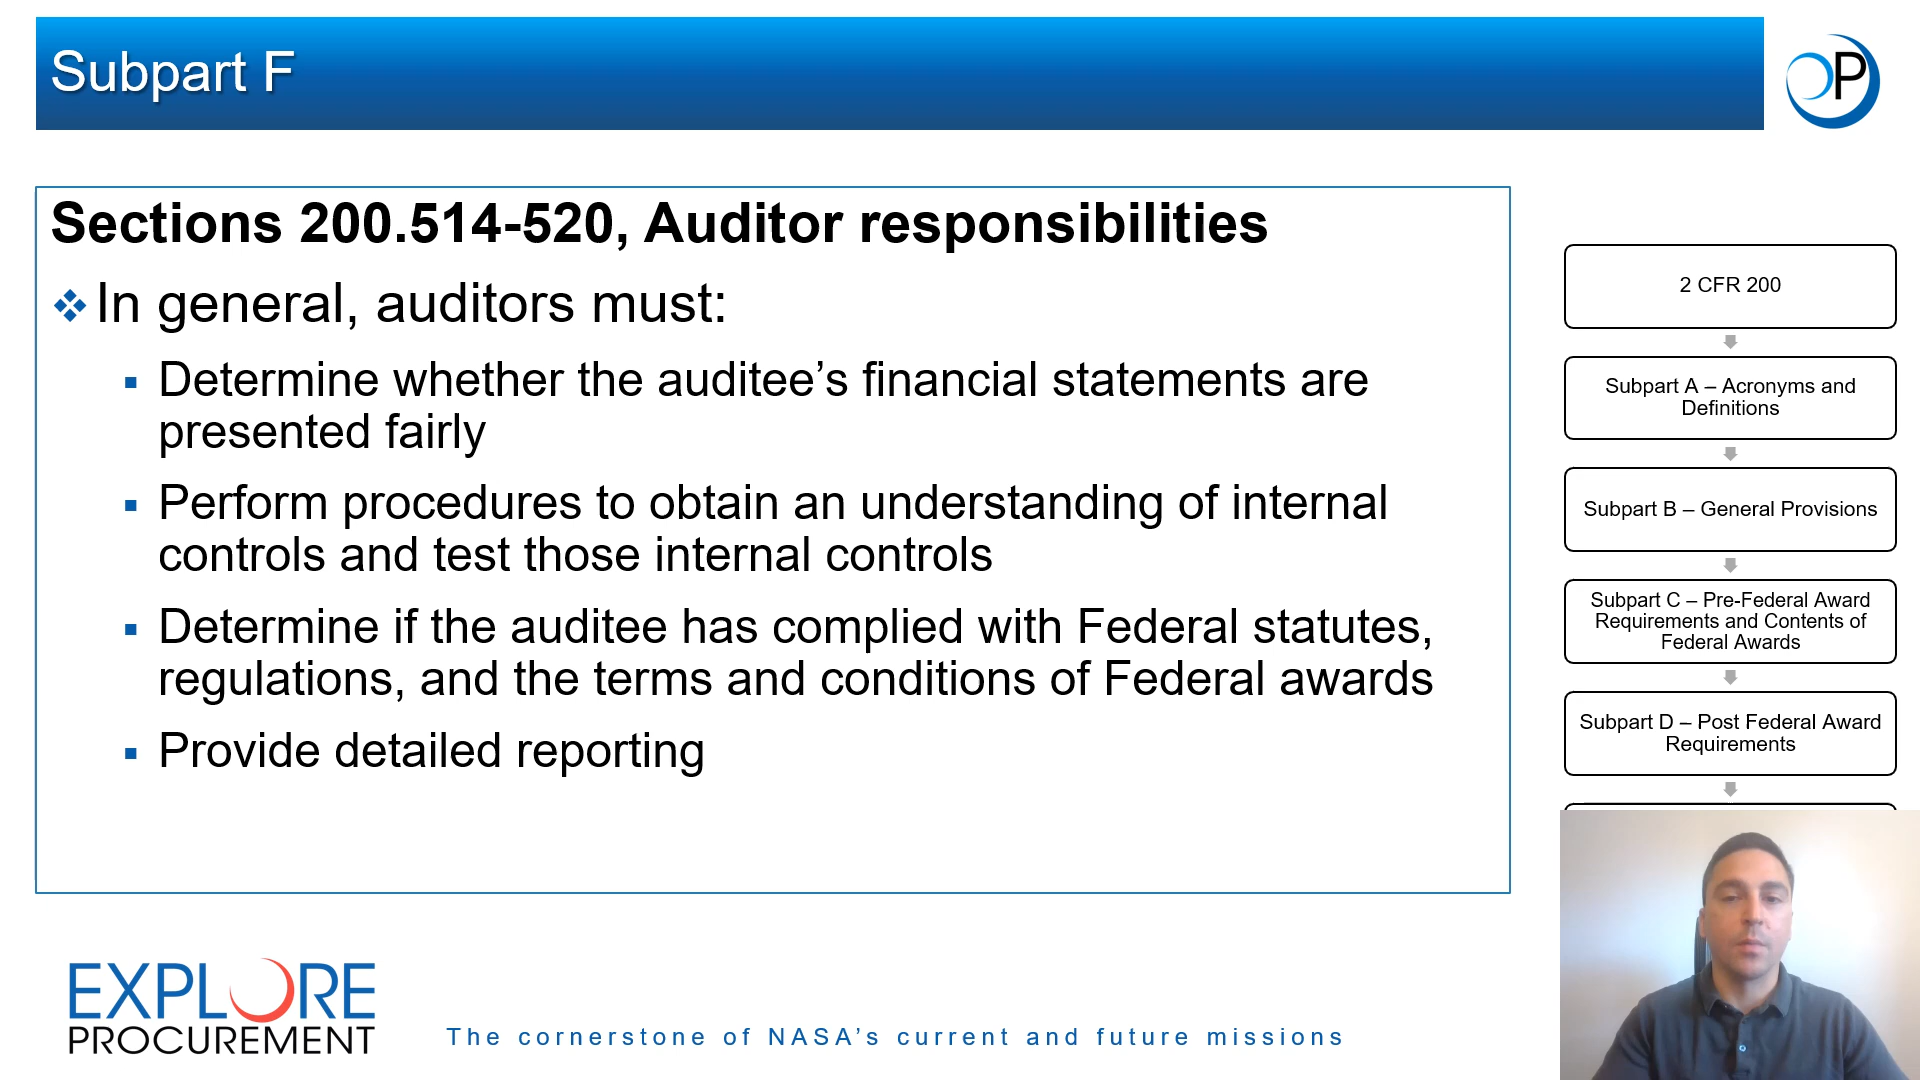 Subpart F
P
Sections 200.514-520, Auditor responsibilities
In general, auditors must:
Determine whether the auditee’s financial statements are
presented fairly
Perform procedures to obtain an understanding of internal
controls and test those internal controls
Determine if the auditee has complied with Federal statutes,
regulations, and the terms and conditions of Federal awards
Provide detailed reporting
2 CFR 200
Subpart A – Acronyms and
Definitions
Subpart B – General Provisions
Subpart C – Pre-Federal Award
Requirements and Contents of
Federal Awards
Subpart D – Post Federal Award
Requirements
EXPLORE
PROCUREMENT
The cornerstone of NASA’s current and future missions